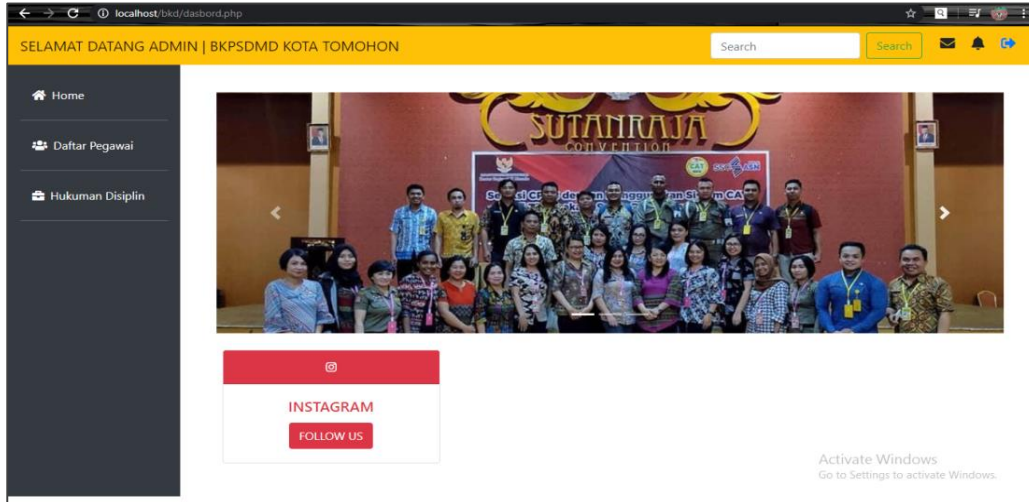 localhost/bkd/dasbord.php
SELAMAT DATANG ADMIN | BKPSDMD KOTA TOMOHON
Search
Search
Home
Daftar Pegawai
Hukuman Disiplin
SUTANRAJA
CONVENTION
CAT
INSTAGRAM
FOLLOW US
Activate Windows
Go to Settings to activate Windows.